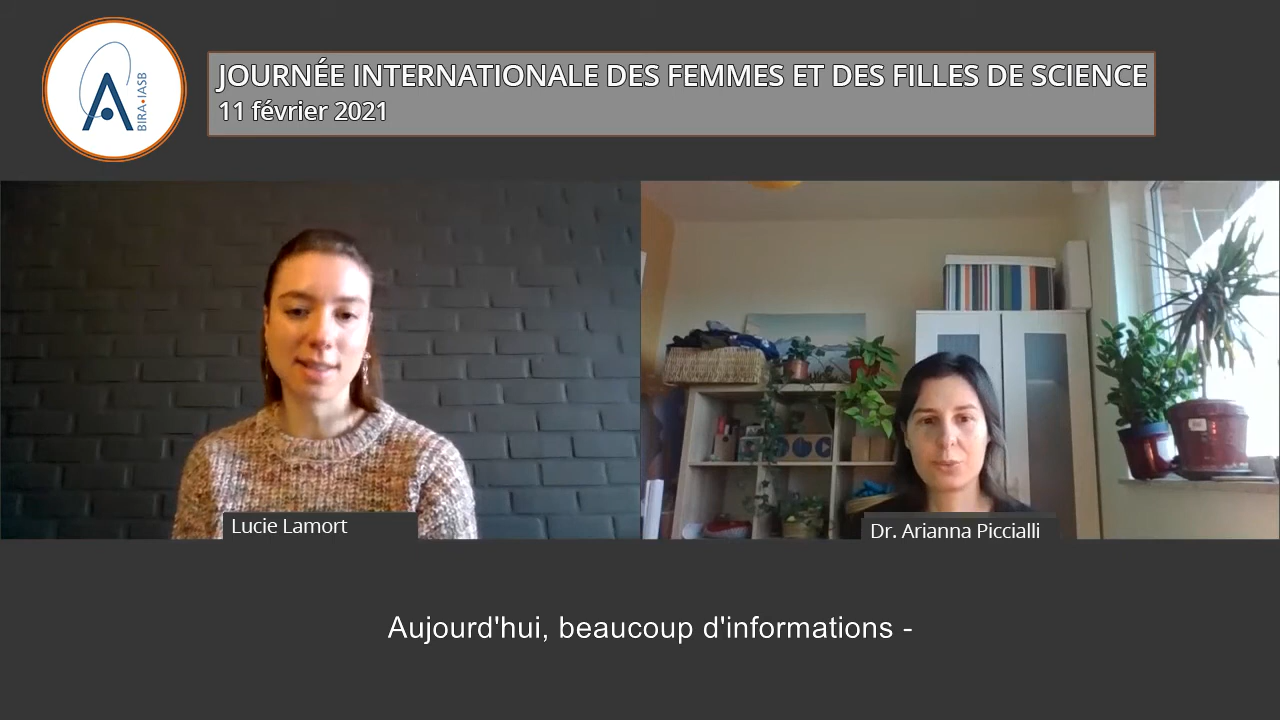 BIRA•IASB
JOURNÉE INTERNATIONALE DES FEMMES ET DES FILLES DE SCIENCE
11 février 2021
Lucie Lamort
Dr. Arianna Piccialli
Aujourd'hui, beaucoup d'informations -